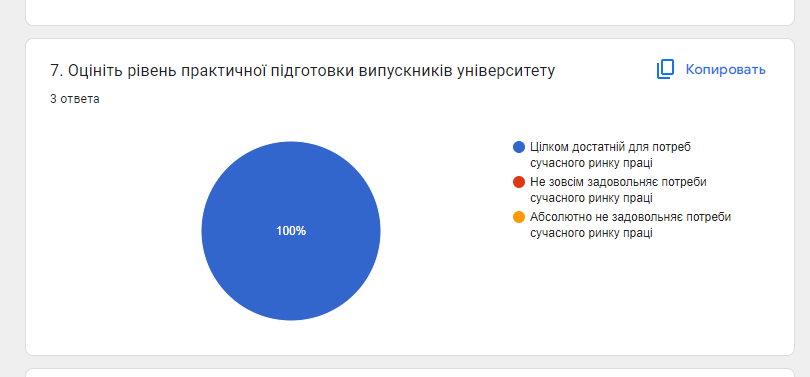 7. Оцініть рівень практичної підготовки випускників університету
Копировать
3 ответа
100%
Цілком достатній для потреб
сучасного ринку праці
Не зовсім задовольняє потреби
сучасного ринку праці
Абсолютно не задовольняє потреби
сучасного ринку праці